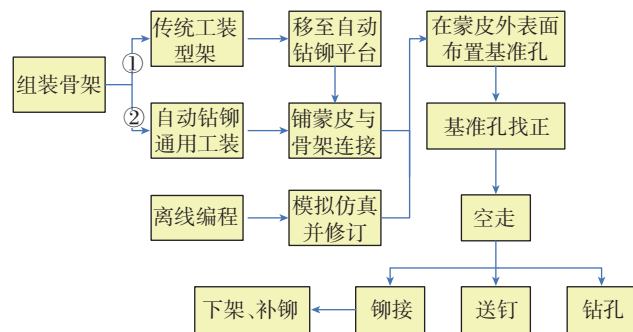 组装骨架
①
②
传统工装
型架
移至自动
钻铆平台
在蒙皮外表面
布置基准孔
自动钻铆
通用工装
铺蒙皮与
骨架连接
基准孔找正
离线编程
模拟仿真
并修订
空走
下架、补铆
铆接
送钉
钻孔